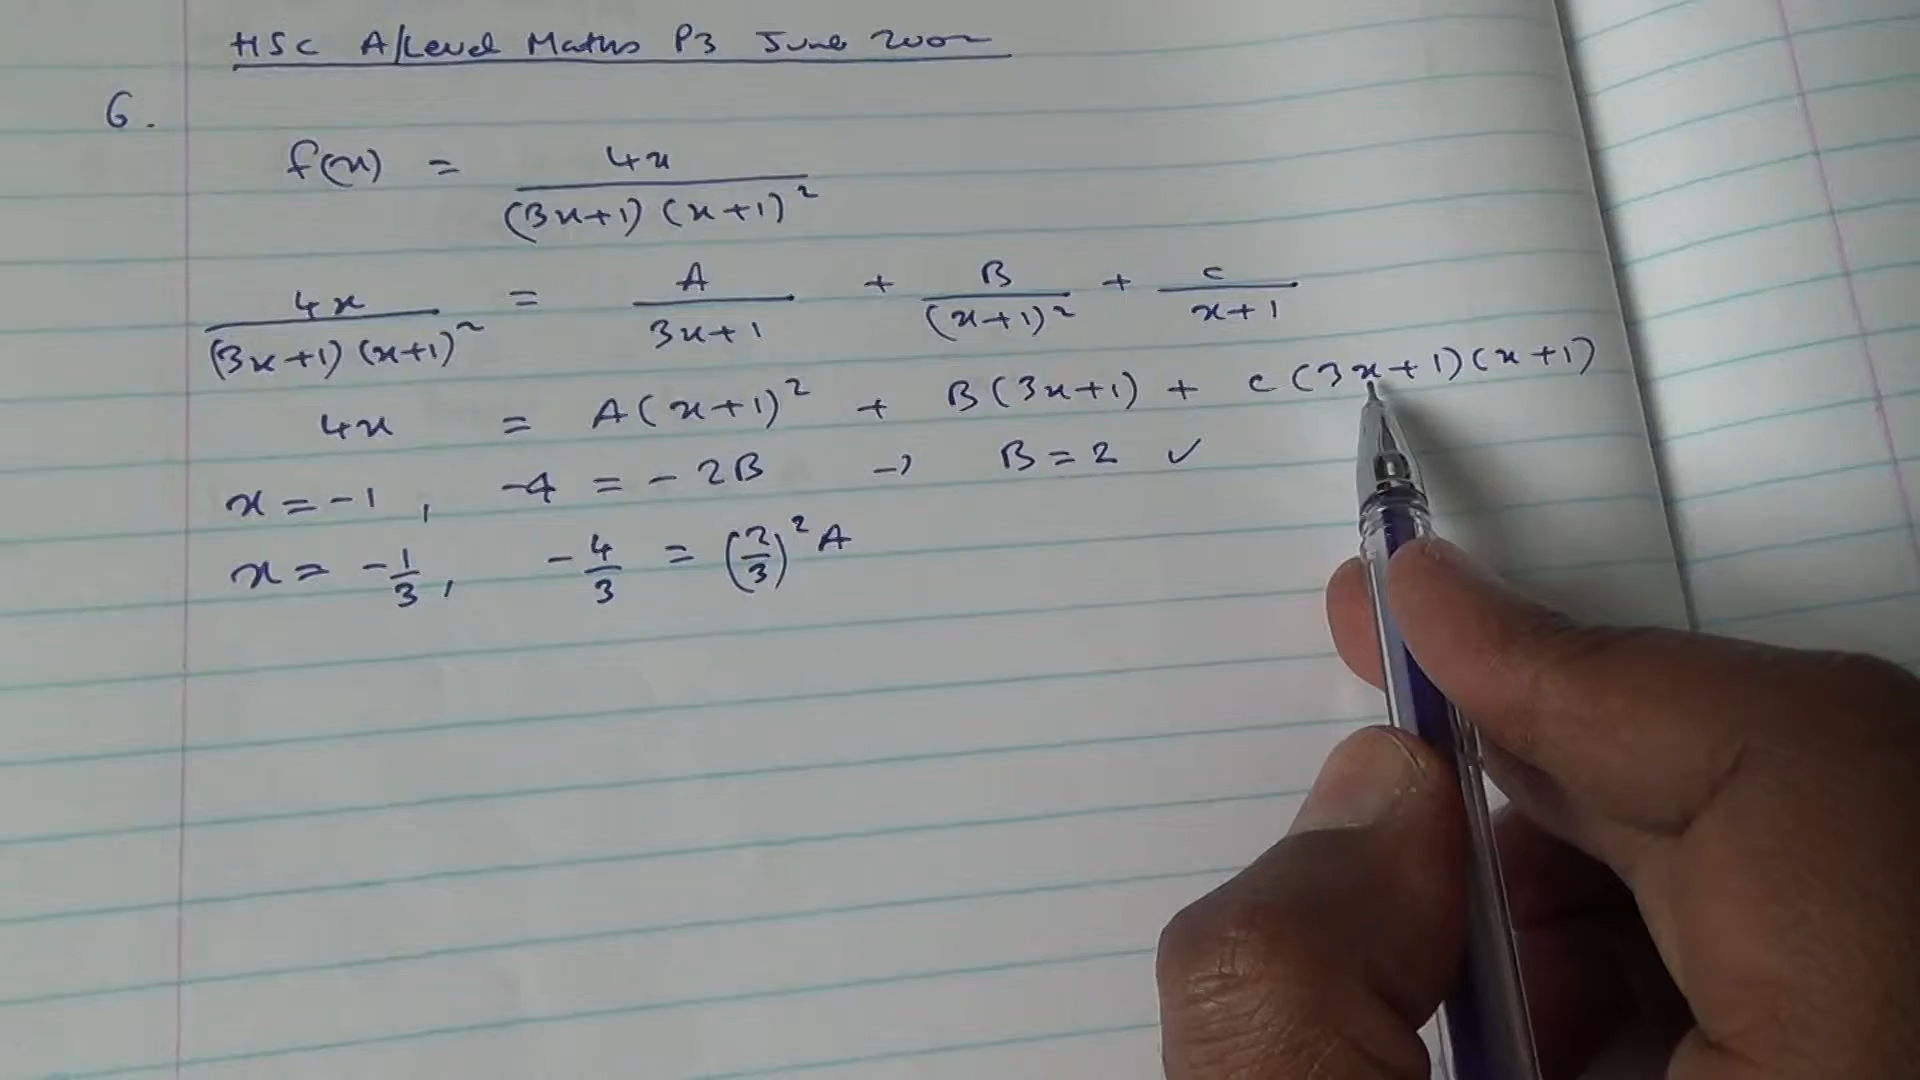 HSC A/Level Maths P3 June 2002
6.
f(x) = 4x / (3x+1)(x+1)²
4x / (3x+1)(x+1)² = A / 3x+1 + B / (x+1)² + C / x+1
4x = A(x+1)² + B(3x+1) + C(3x+1)(x+1)
x = -1, -4 = -2B → B = 2 ✓
x = -1/3, -4/3 = (2/3)² A